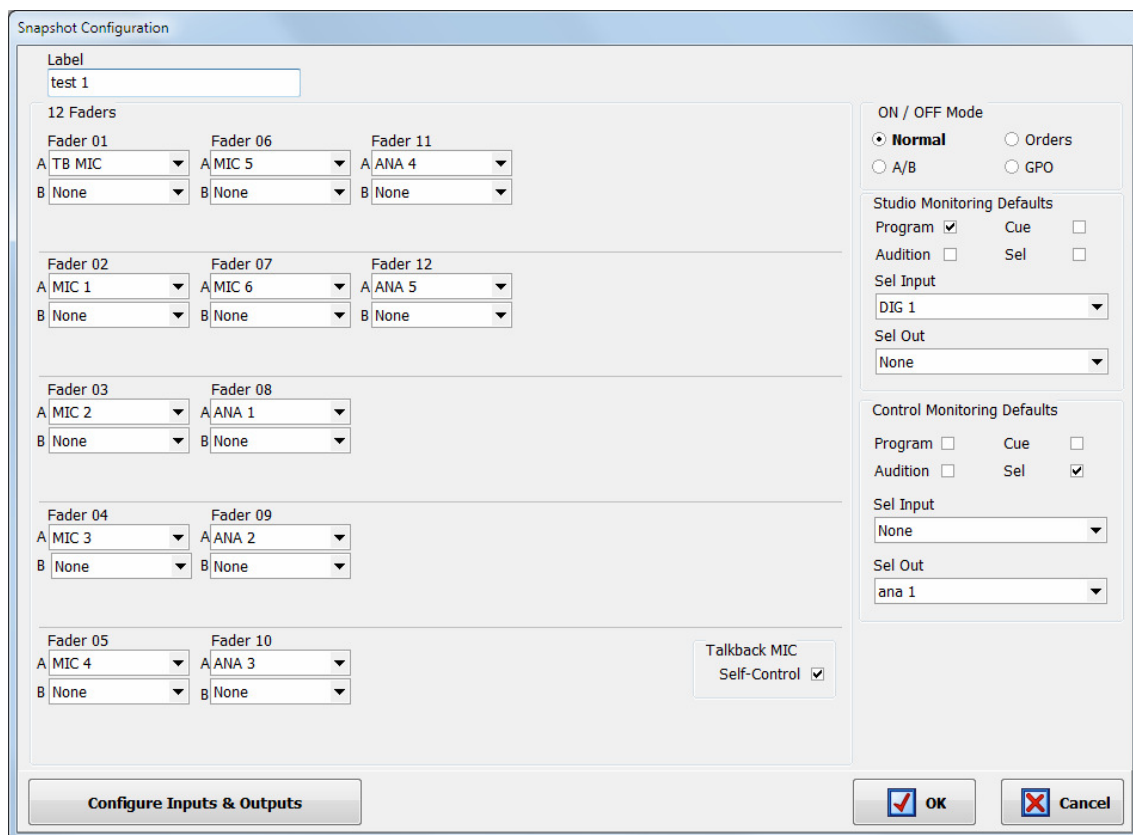 Snapshot Configuration
Label
test 1
12 Faders
Fader 01 Fader 06 Fader 11
A TB MIC A MIC 5 A ANA 4
B None B None B None
Fader 02 Fader 07 Fader 12
A MIC 1 A MIC 6 A ANA 5
B None B None B None
Fader 03 Fader 08
A MIC 2 A ANA 1
B None B None
Fader 04 Fader 09
A MIC 3 A ANA 2
B None B None
Fader 05 Fader 10
A MIC 4 A ANA 3
B None B None
Talkback MIC
Self-Control
ON / OFF Mode
Normal Orders
A/B GPO
Studio Monitoring Defaults
Program Cue
Audition Sel
Sel Input
DIG 1
Sel Out
None
Control Monitoring Defaults
Program Cue
Audition Sel
Sel Input
None
Sel Out
ana 1
Configure Inputs & Outputs OK Cancel